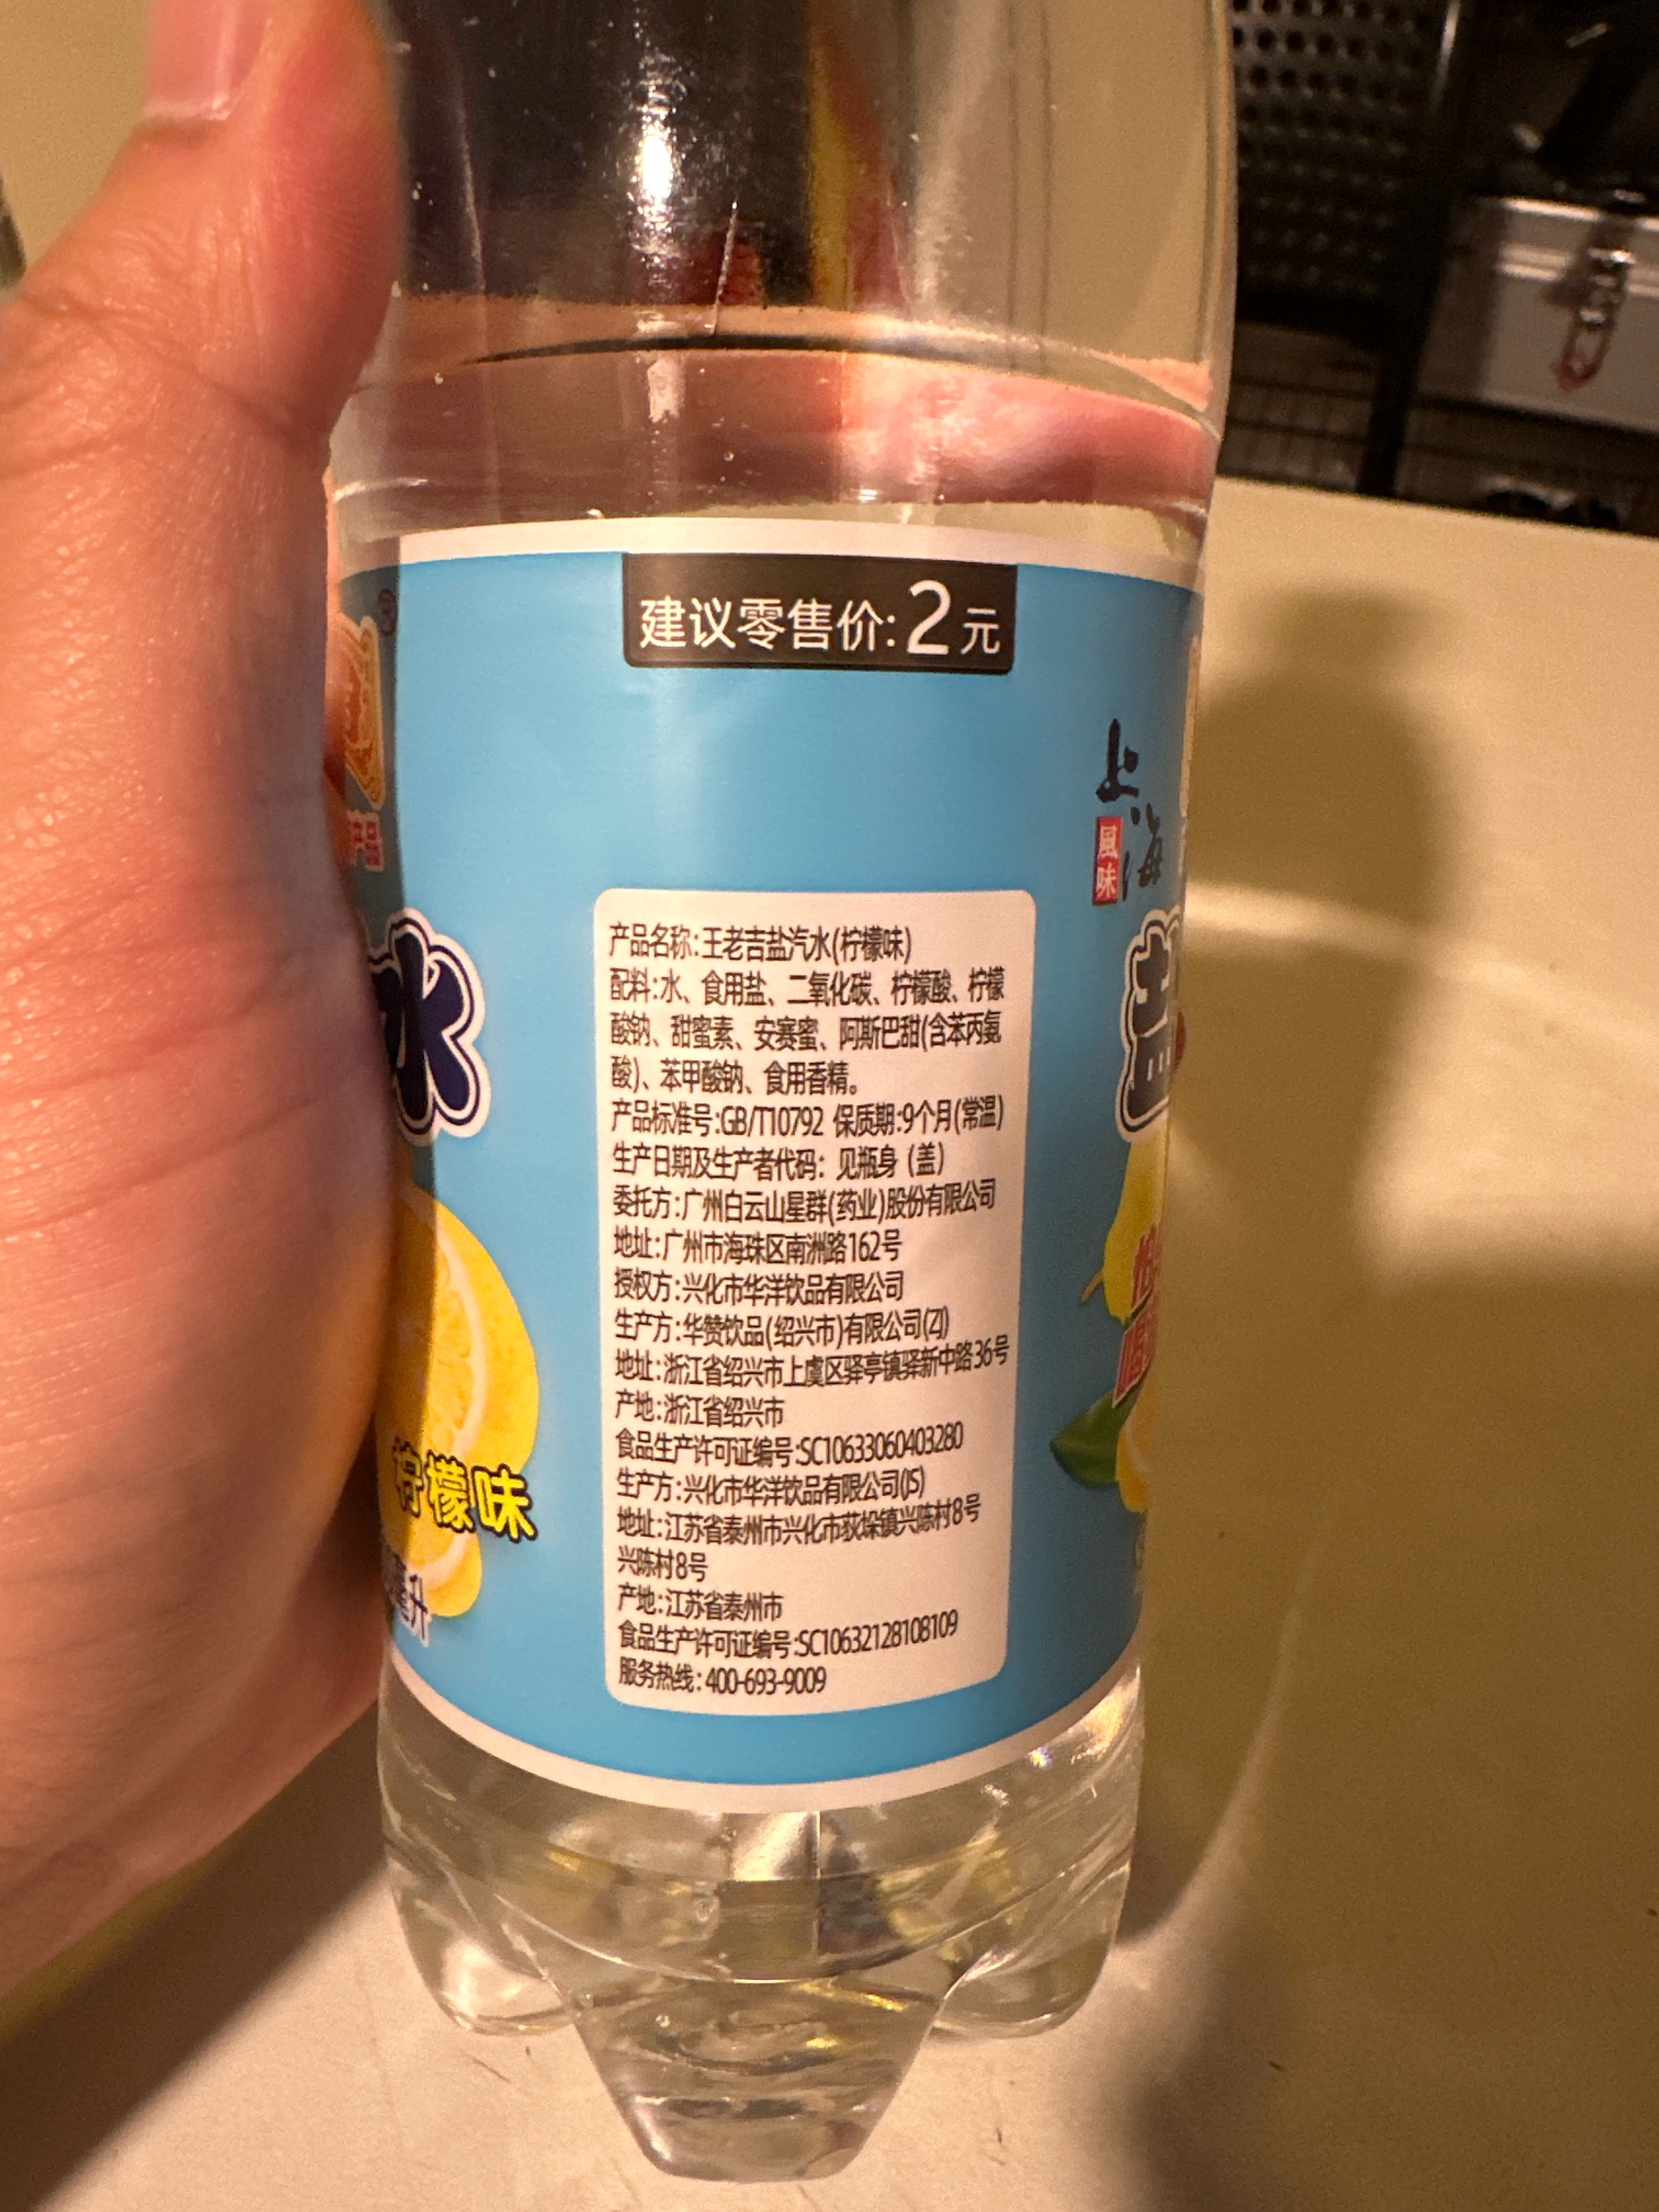 建议零售价:2元
上海
風味
产品
水
盐
柠檬味
毫升
产品名称:王老吉盐汽水(柠檬味)
配料:水、食用盐、二氧化碳、柠檬酸、柠檬
酸钠、甜蜜素、安赛蜜、阿斯巴甜(含苯丙氨
酸)、苯甲酸钠、食用香精。
产品标准号:GB/T10792 保质期:9个月(常温)
生产日期及生产者代码: 见瓶身 (盖)
委托方:广州白云山星群(药业)股份有限公司
地址:广州市海珠区南洲路162号
授权方:兴化市华洋饮品有限公司
生产方:华赞饮品(绍兴市)有限公司(ZJ)
地址:浙江省绍兴市上虞区驿亭镇驿新中路36号
产地:浙江省绍兴市
食品生产许可证编号:SC10633060403280
生产方:兴化市华洋饮品有限公司(JS)
地址:江苏省泰州市兴化市荻垛镇兴陈村8号
兴陈村8号
产地:江苏省泰州市
食品生产许可证编号:SC10632128108109
服务热线:400-693-9009